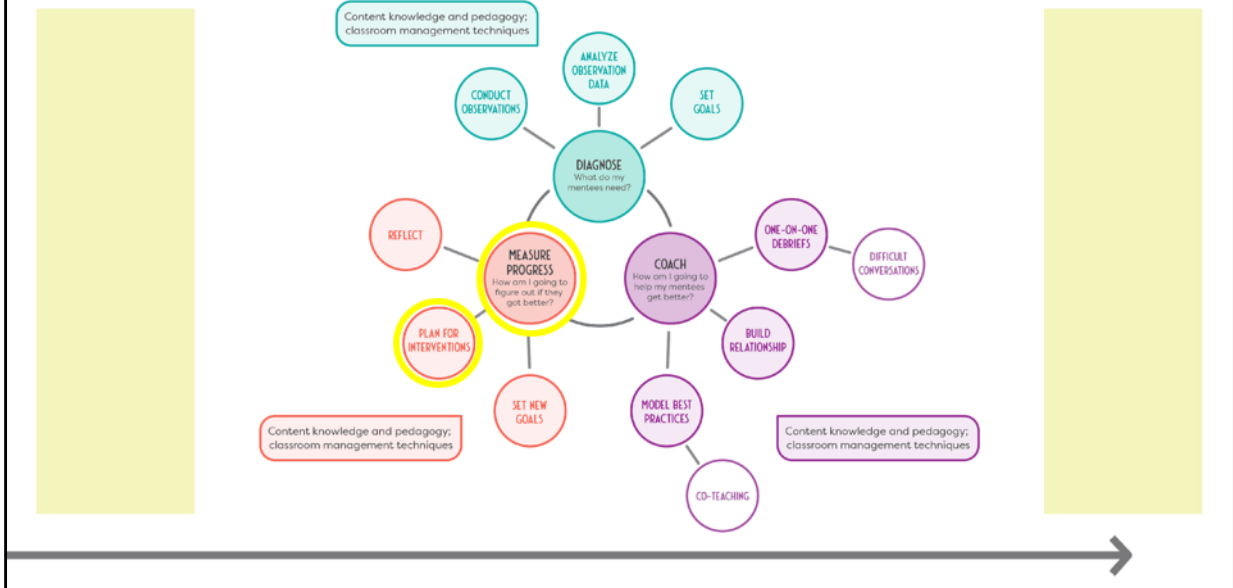 Content knowledge and pedagogy;
classroom management techniques
ANALYZE
OBSERVATION
DATA
CONDUCT
OBSERVATIONS
SET
GOALS
DIAGNOSE
What do my
mentees need?
REFLECT
MEASURE
PROGRESS
How am I going to
figure out if they
got better?
COACH
How am I going to
help my mentees
get better?
ONE-ON-ONE
DEBRIEFS
DIFFICULT
CONVERSATIONS
PLAN FOR
INTERVENTIONS
BUILD
RELATIONSHIP
SET NEW
GOALS
MODEL BEST
PRACTICES
Content knowledge and pedagogy;
classroom management techniques
Content knowledge and pedagogy;
classroom management techniques
CO-TEACHING